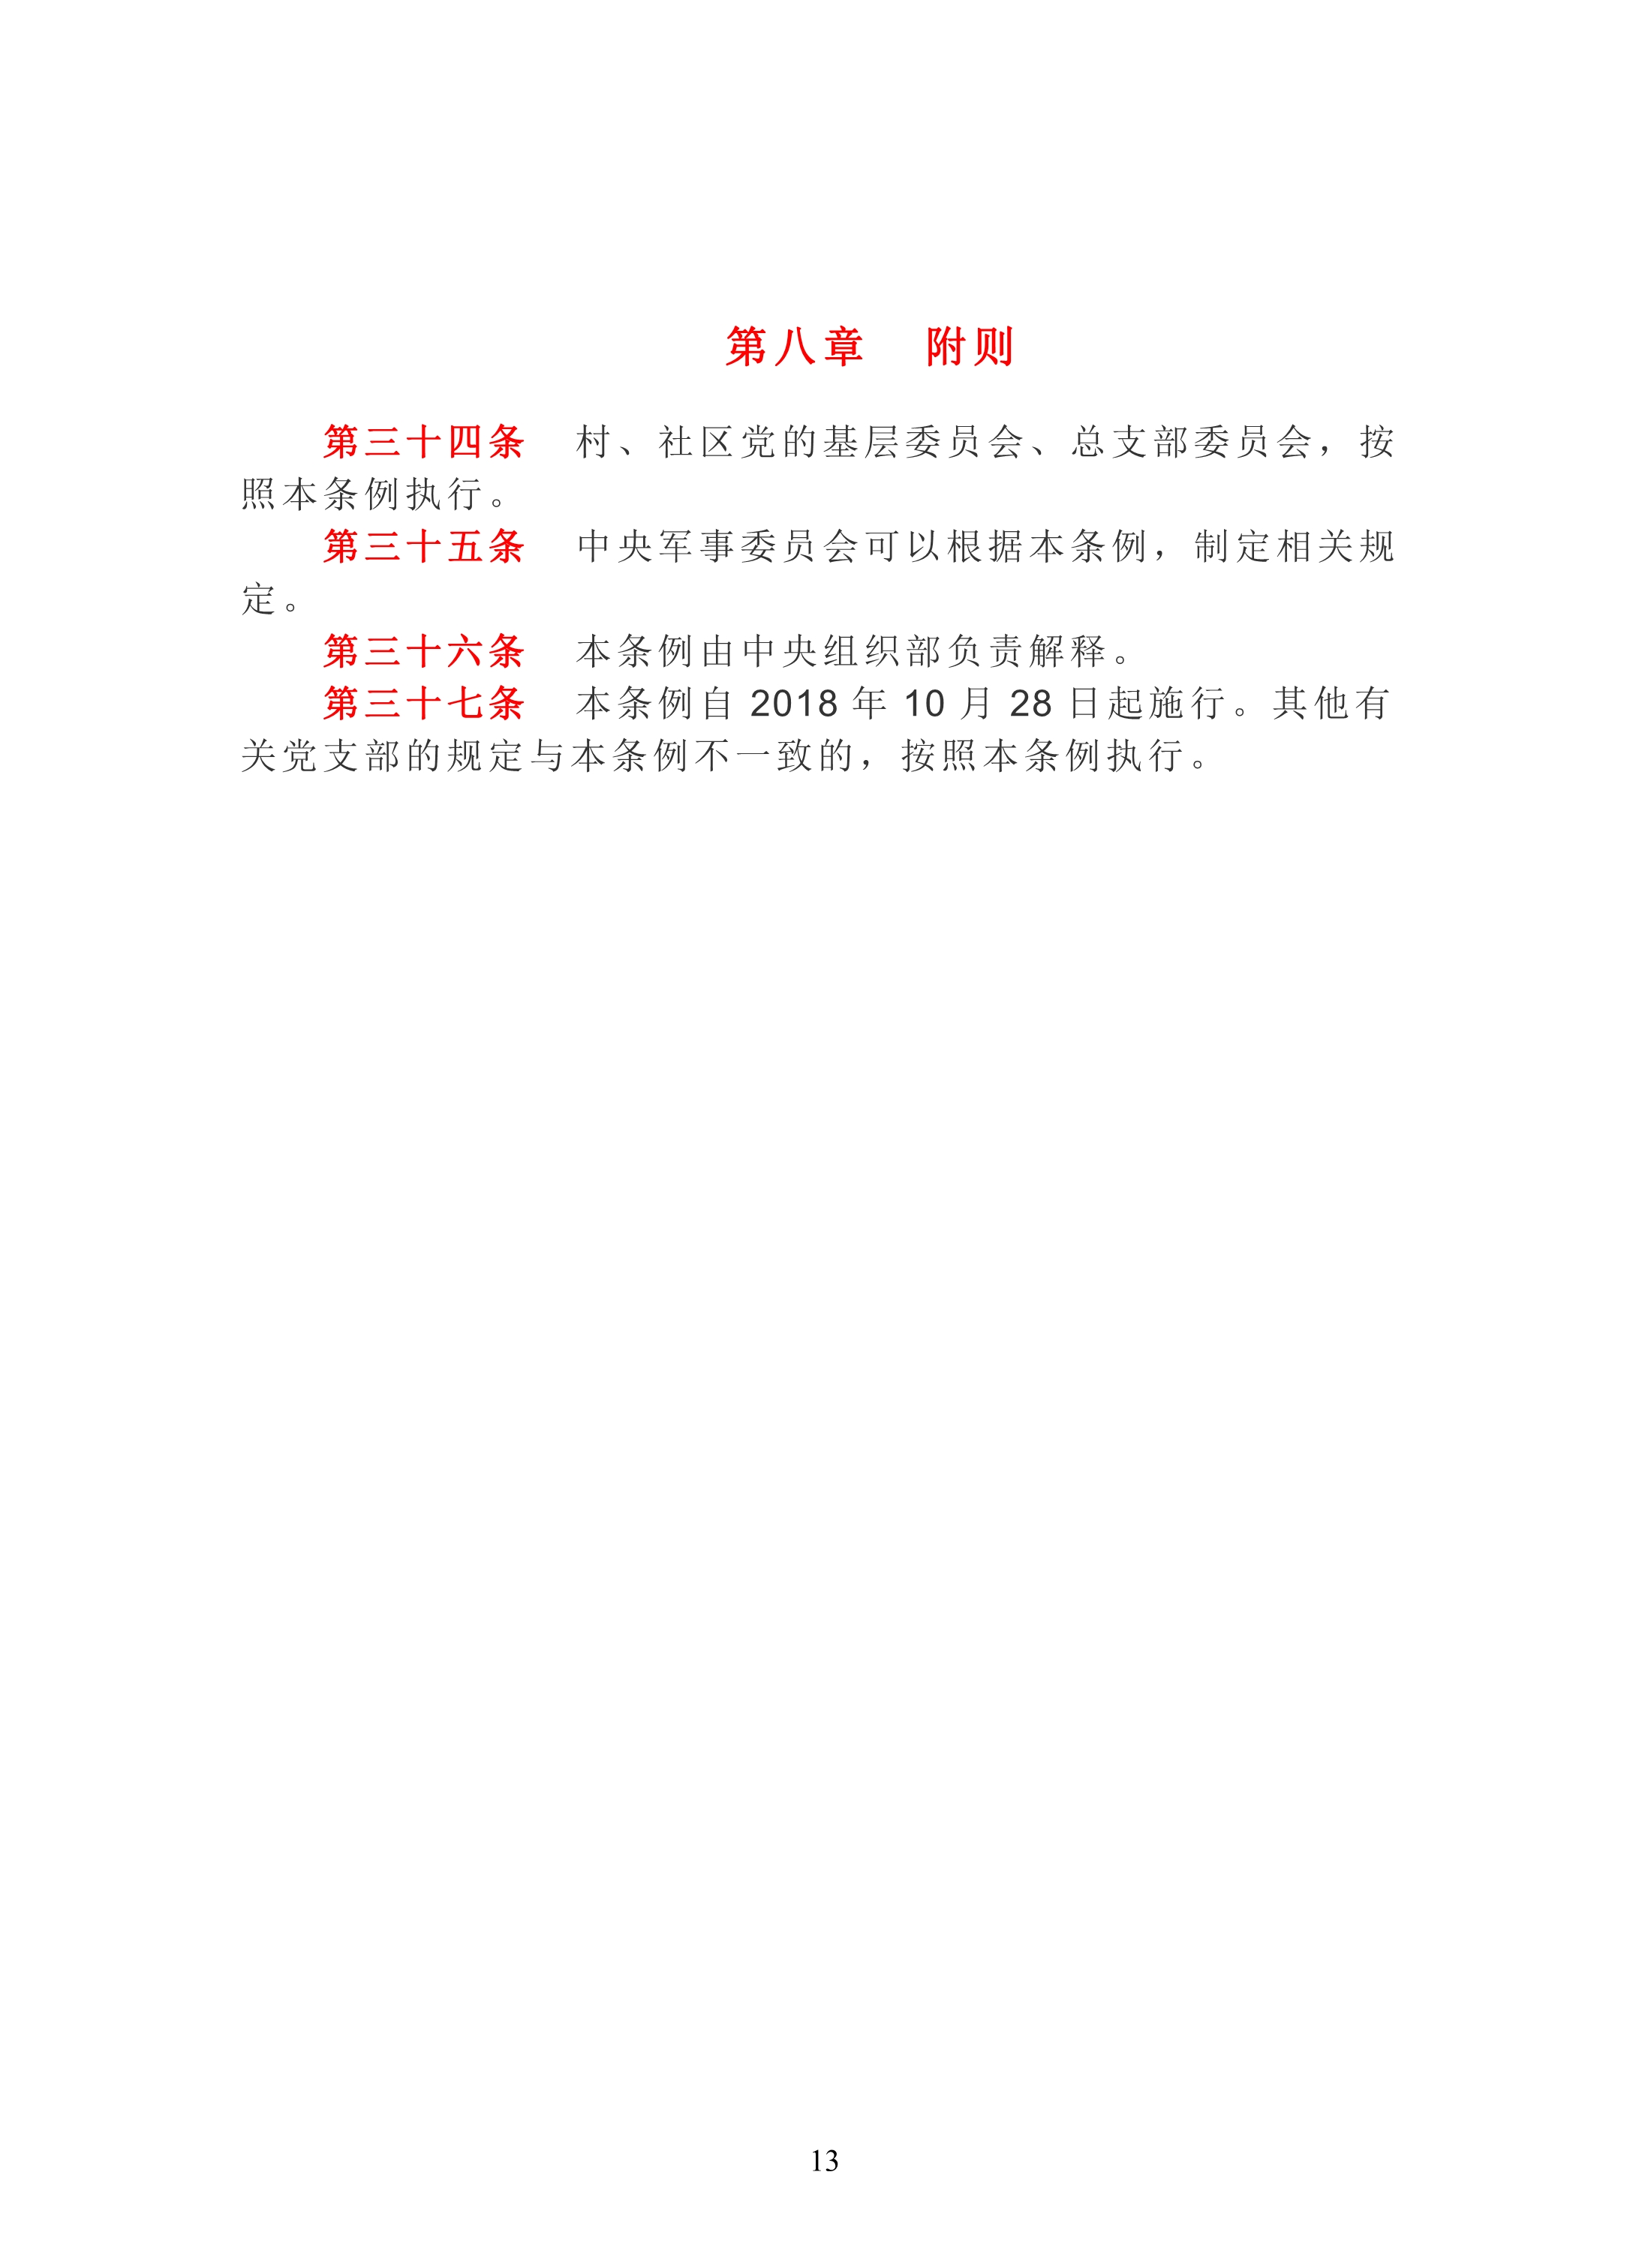 第八章　附则
第三十四条　村、社区党的基层委员会、总支部委员会，按
照本条例执行。
第三十五条　中央军事委员会可以根据本条例，制定相关规
定。
第三十六条　本条例由中央组织部负责解释。
第三十七条　本条例自 2018 年 10 月 28 日起施行。其他有
关党支部的规定与本条例不一致的，按照本条例执行。
13